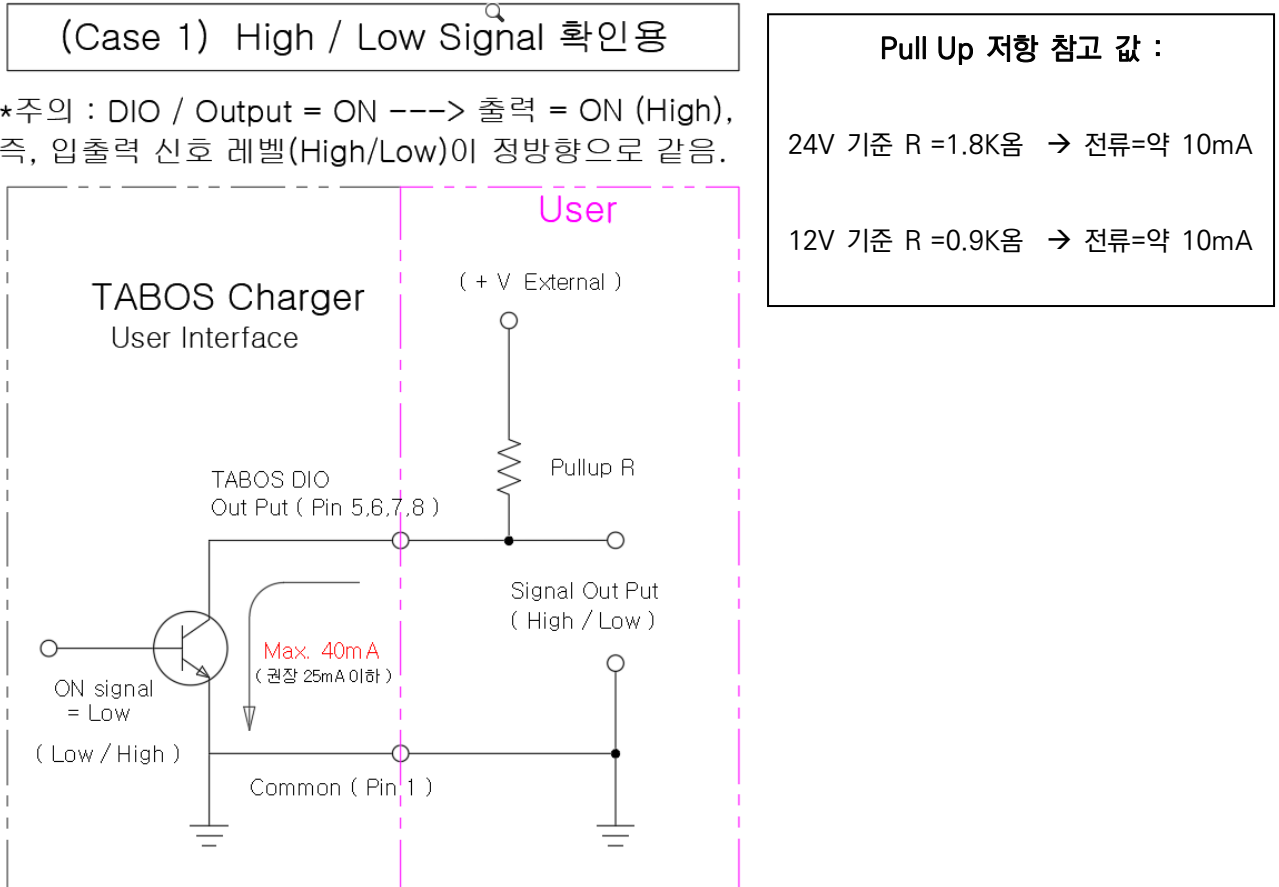 (Case 1) High / Low Signal 확인용
*주의 : DIO / Output = ON ---> 출력 = ON (High),
즉, 입출력 신호 레벨(High/Low)이 정방향으로 같음.
Pull Up 저항 참고 값 :
24V 기준 R =1.8K옴 → 전류=약 10mA
12V 기준 R =0.9K옴 → 전류=약 10mA
User
TABOS Charger
User Interface
( + V External )
Pullup R
TABOS DIO
Out Put ( Pin 5,6,7,8 )
Signal Out Put
( High / Low )
Max. 40mA
( 권장 25mA 이하 )
ON signal
= Low
( Low / High )
Common ( Pin 1 )